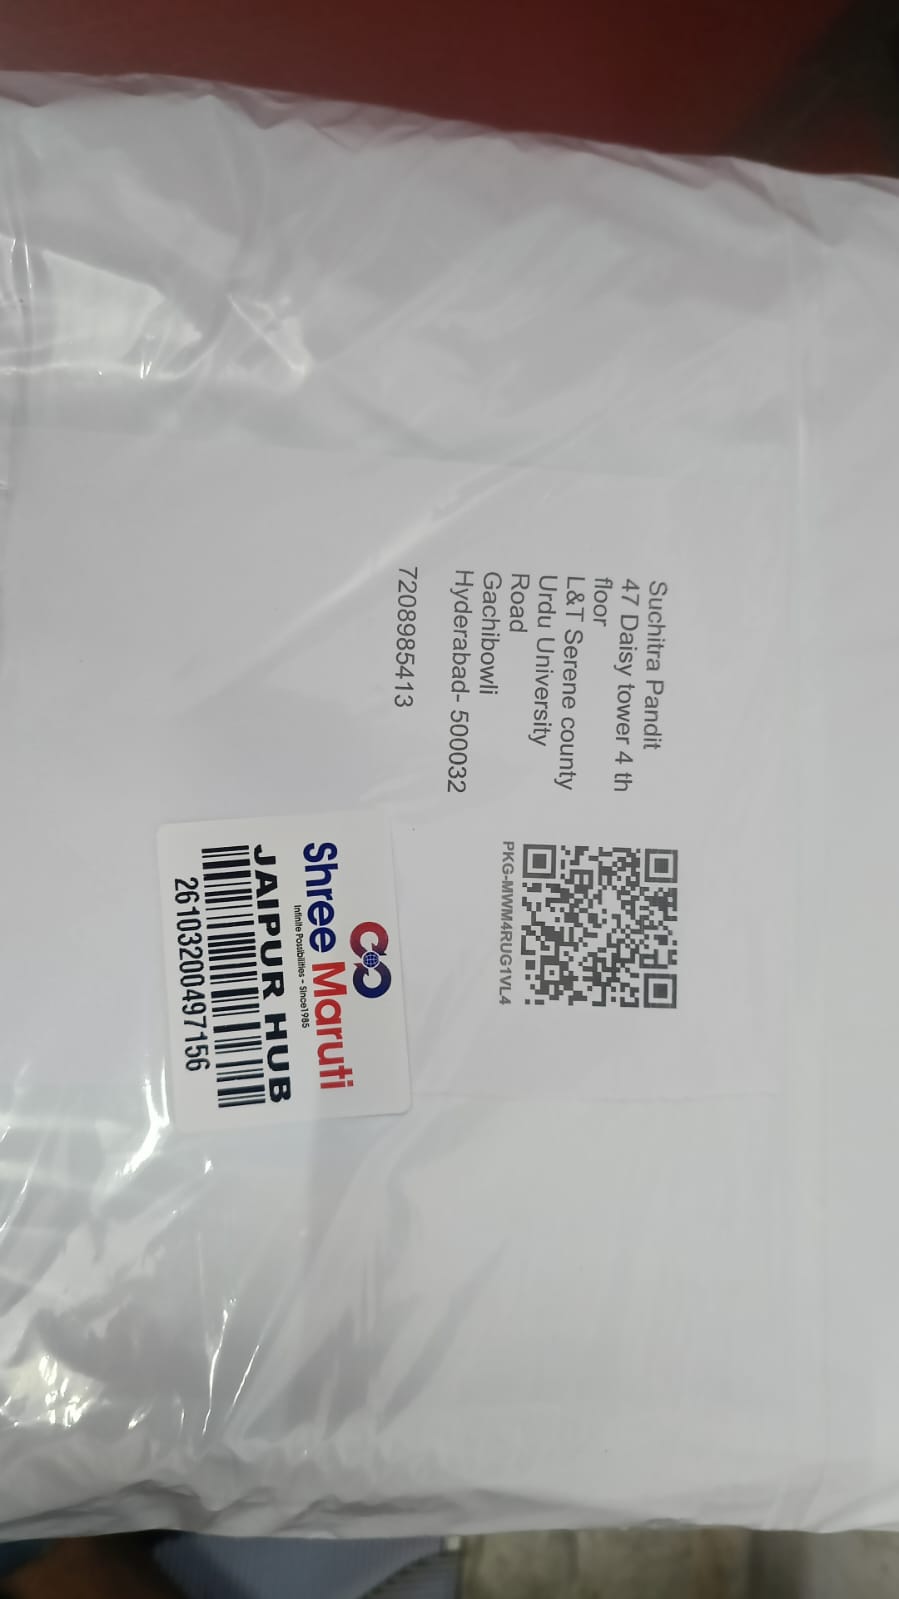 Suchitra Pandit
47 Daisy tower 4 th
floor
L&T Serene county
Urdu University
Road
Gachibowli
Hyderabad- 500032
7208985413
PKG-MWM4RUG1VL4
Shree Maruti
Infinite Possibilities - Since1985
JAIPUR HUB
26103200497156